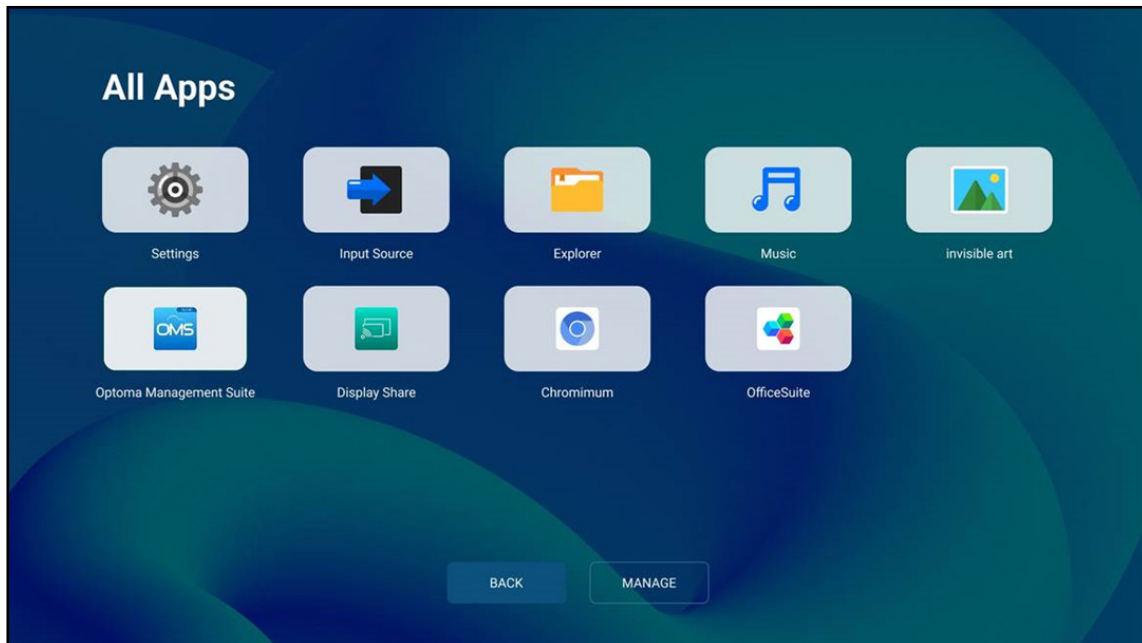 All Apps
Settings
Input Source
Explorer
Music
invisible art
OMS
Optoma Management Suite
Display Share
Chromimum
OfficeSuite
BACK
MANAGE